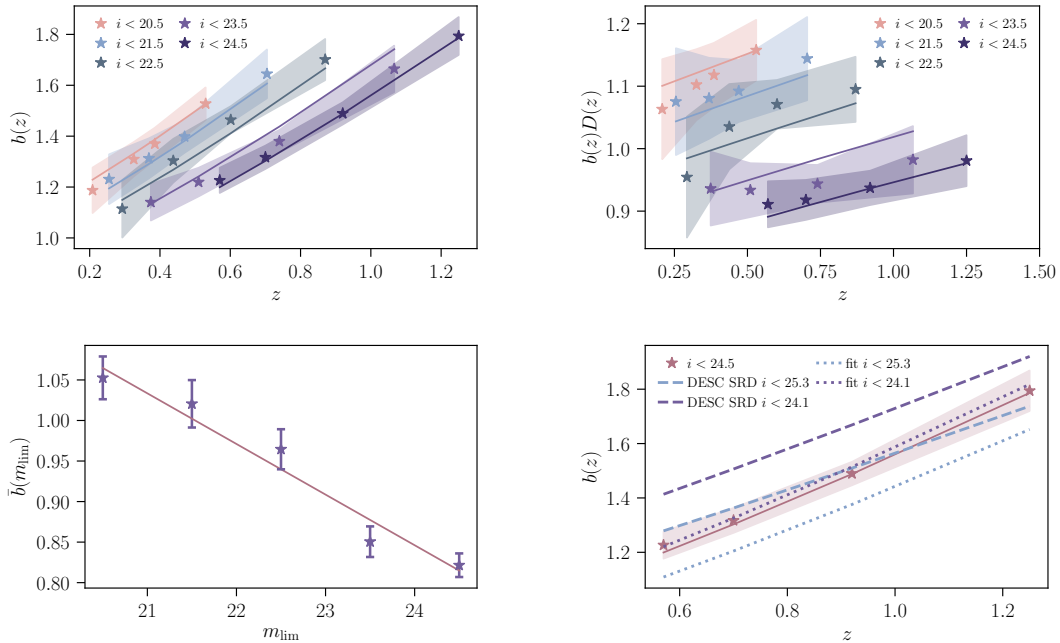 i < 20.5
i < 21.5
i < 22.5
i < 23.5
i < 24.5
b(z)
1.8
1.6
1.4
1.2
1.0
0.2 0.4 0.6 0.8 1.0 1.2
z
i < 20.5
i < 21.5
i < 22.5
i < 23.5
i < 24.5
b(z)D(z)
1.2
1.1
1.0
0.9
0.25 0.50 0.75 1.00 1.25 1.50
z
b̄(m_lim)
1.05
1.00
0.95
0.90
0.85
0.80
21 22 23 24
m_lim
i < 24.5
DESC SRD i < 25.3
DESC SRD i < 24.1
fit i < 25.3
fit i < 24.1
b(z)
1.8
1.6
1.4
1.2
0.6 0.8 1.0 1.2
z